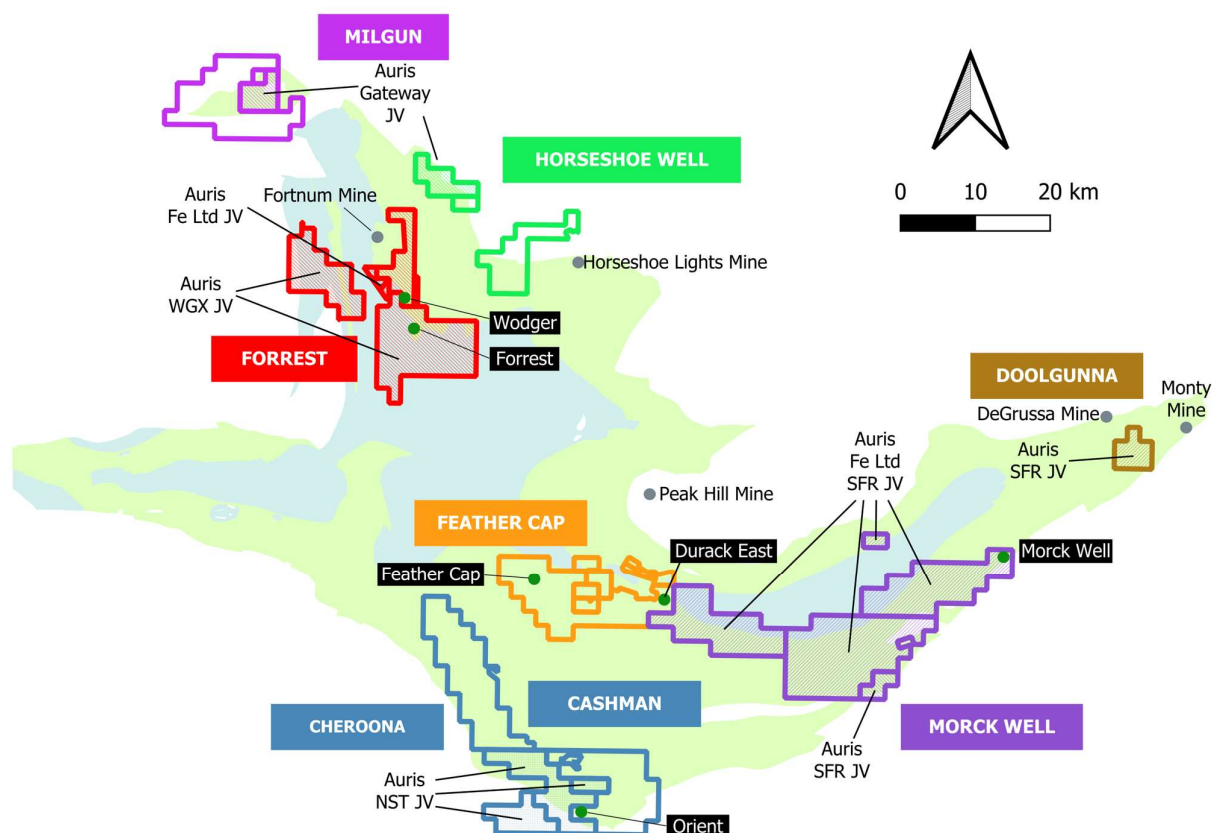 MILGUN
Auris
Gateway
JV
HORSESHOE WELL
0 10 20 km
Auris
Fe Ltd JV
Fortnum Mine
Horseshoe Lights Mine
Auris
WGX JV
Wodger
FORREST
Forrest
DOOLGUNNA
Monty
Mine
DeGrussa Mine
Auris
Fe Ltd
SFR JV
Auris
SFR JV
Peak Hill Mine
FEATHER CAP
Durack East
Morck Well
Feather Cap
CASHMAN
CHEROONA
MORCK WELL
Auris
SFR JV
Auris
NST JV
Orient